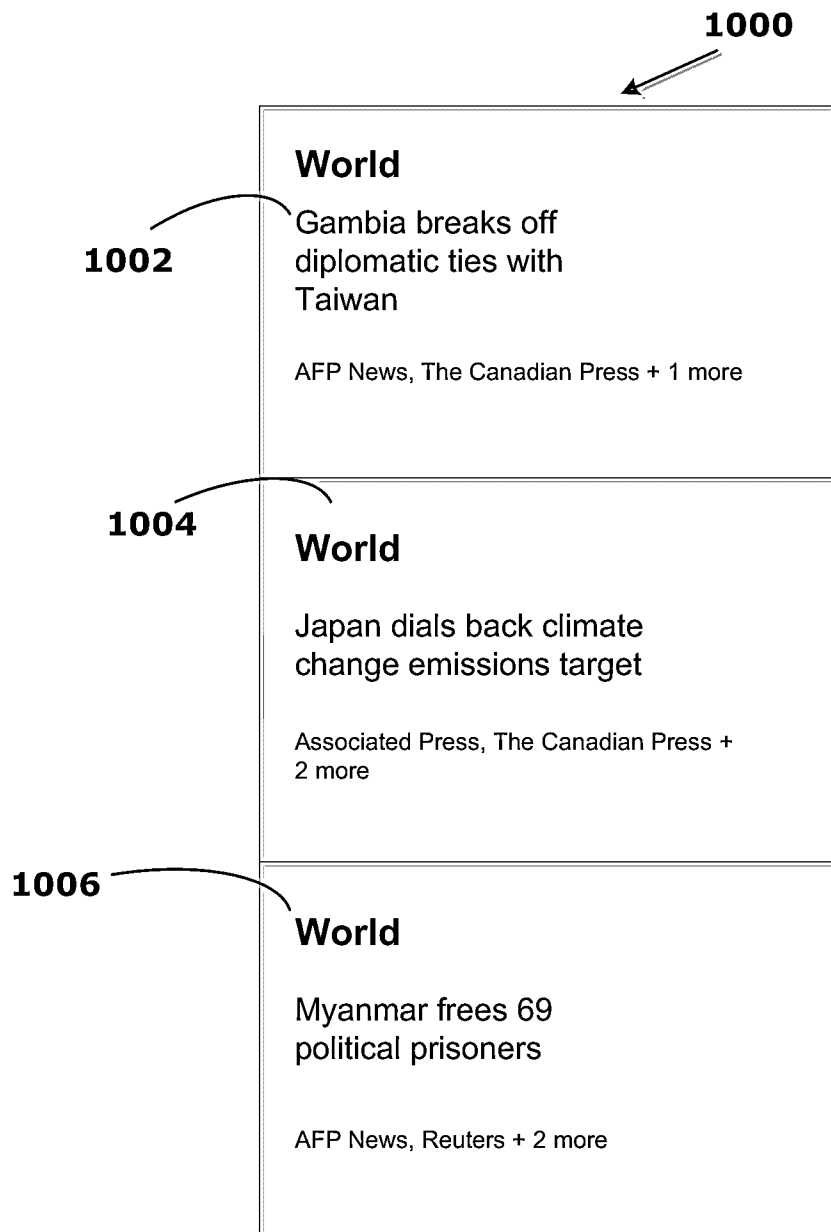 1000
World
1002
Gambia breaks off
diplomatic ties with
Taiwan
AFP News, The Canadian Press + 1 more
1004
World
Japan dials back climate
change emissions target
Associated Press, The Canadian Press +
2 more
1006
World
Myanmar frees 69
political prisoners
AFP News, Reuters + 2 more